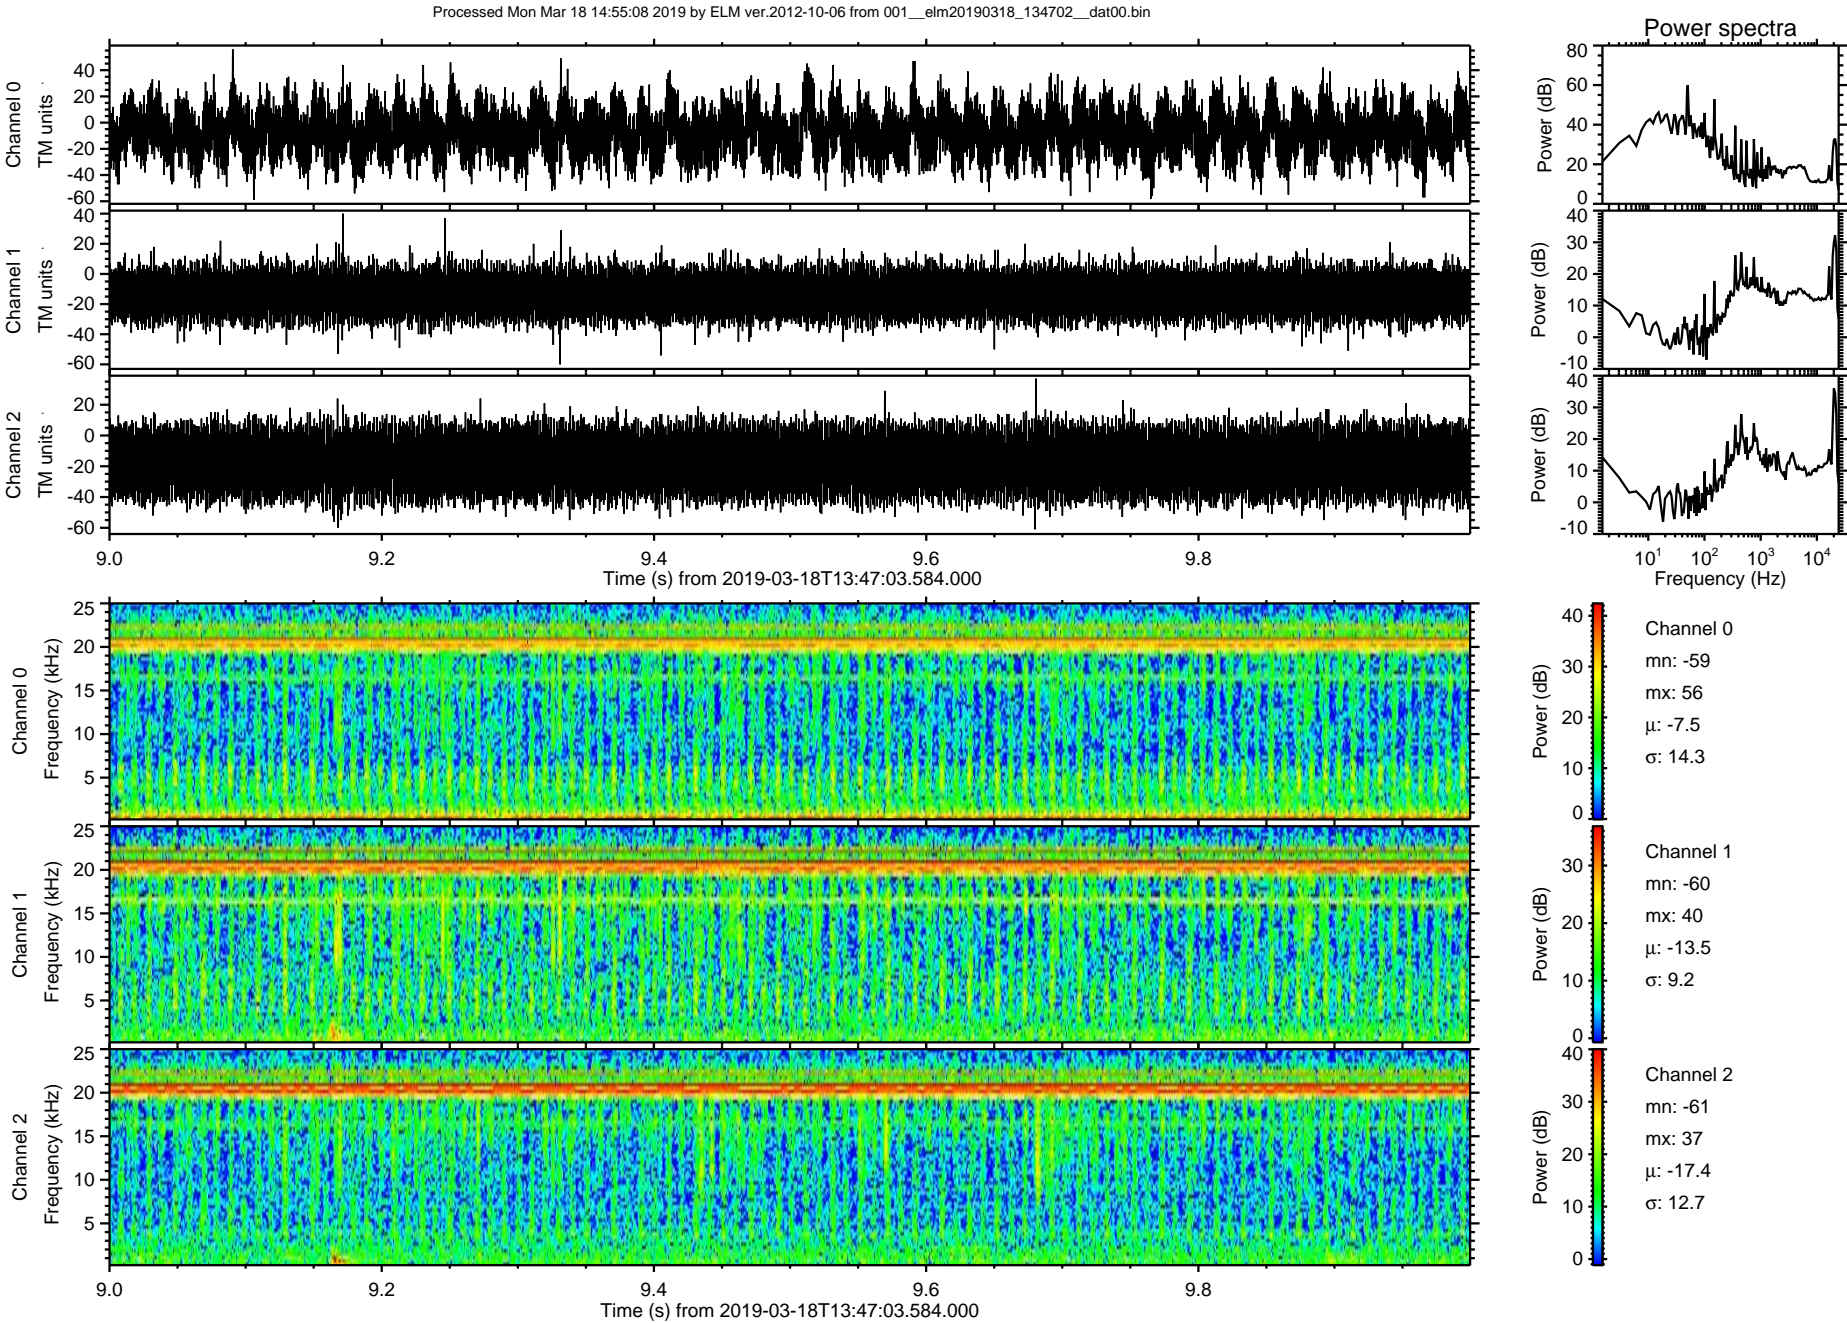 Processed Mon Mar 18 14:55:08 2019 by ELM ver.2012-10-06 from 001__elm20190318_134702__dat00.bin
Power spectra
Channel 0
TM units
40
20
0
-20
-40
-60
Power (dB)
80
60
40
20
0
Channel 1
TM units
40
20
0
-20
-40
-60
Power (dB)
40
30
20
10
0
-10
Channel 2
TM units
20
0
-20
-40
-60
Power (dB)
40
30
20
10
0
-10
9.0 9.2 9.4 9.6 9.8
Time (s) from 2019-03-18T13:47:03.584.000
10¹ 10² 10³ 10⁴
Frequency (Hz)
Channel 0
Frequency (kHz)
25
20
15
10
5
Power (dB)
40
30
20
10
0
Channel 0
mn: -59
mx: 56
μ: -7.5
σ: 14.3
Channel 1
Frequency (kHz)
25
20
15
10
5
Power (dB)
30
20
10
0
Channel 1
mn: -60
mx: 40
μ: -13.5
σ: 9.2
Channel 2
Frequency (kHz)
25
20
15
10
5
Power (dB)
40
30
20
10
0
Channel 2
mn: -61
mx: 37
μ: -17.4
σ: 12.7
9.0 9.2 9.4 9.6 9.8
Time (s) from 2019-03-18T13:47:03.584.000